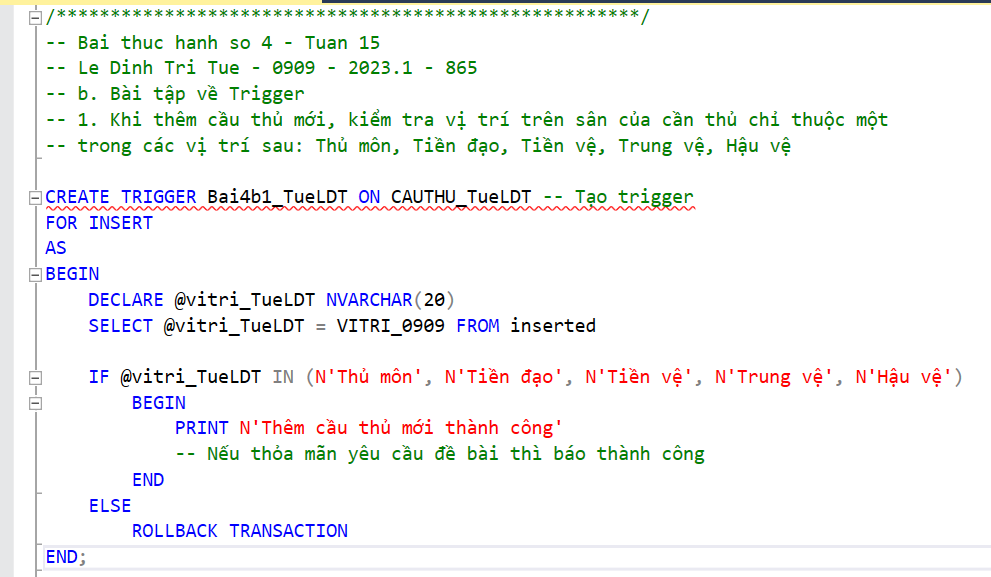 /******************************************************/
-- Bai thuc hanh so 4 - Tuan 15
-- Le Dinh Tri Tue - 0909 - 2023.1 - 865
-- b. Bài tập về Trigger
-- 1. Khi thêm cầu thủ mới, kiểm tra vị trí trên sân của cần thủ chỉ thuộc một
-- trong các vị trí sau: Thủ môn, Tiền đạo, Tiền vệ, Trung vệ, Hậu vệ
CREATE TRIGGER Bai4b1_TueLDT ON CAUTHU_TueLDT -- Tạo trigger
FOR INSERT
AS
BEGIN
DECLARE @vitri_TueLDT NVARCHAR(20)
SELECT @vitri_TueLDT = VITRI_0909 FROM inserted
IF @vitri_TueLDT IN (N'Thủ môn', N'Tiền đạo', N'Tiền vệ', N'Trung vệ', N'Hậu vệ')
BEGIN
PRINT N'Thêm cầu thủ mới thành công'
-- Nếu thỏa mãn yêu cầu đề bài thì báo thành công
END
ELSE
ROLLBACK TRANSACTION
END;